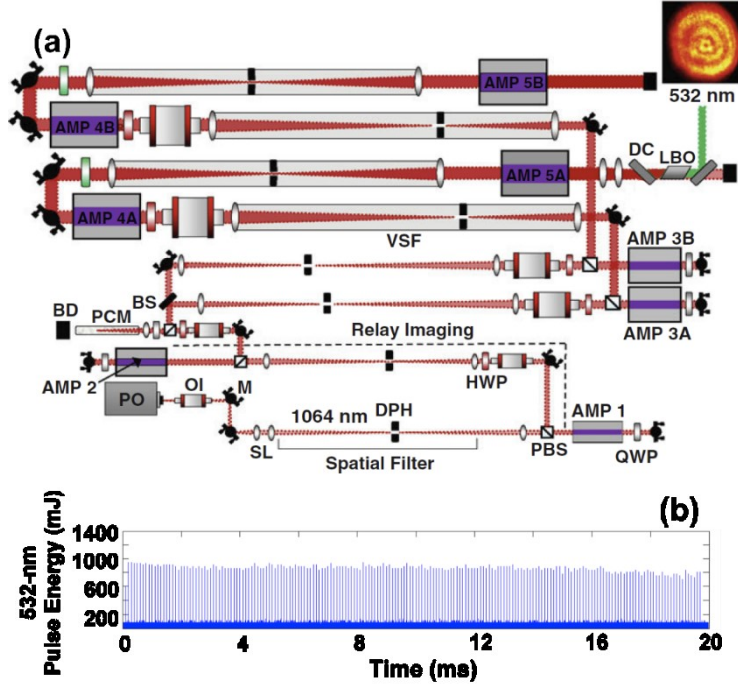 (a)
AMP 5B
532 nm
AMP 4B
DC
LBO
AMP 5A
AMP 4A
VSF
AMP 3B
BS
BD
PCM
AMP 3A
Relay Imaging
AMP 2
HWP
PO
OI
M
1064 nm
DPH
AMP 1
SL
PBS
QWP
Spatial Filter
(b)
532-nm
Pulse Energy (mJ)
1400
1000
600
200
0
4
8
12
16
20
Time (ms)